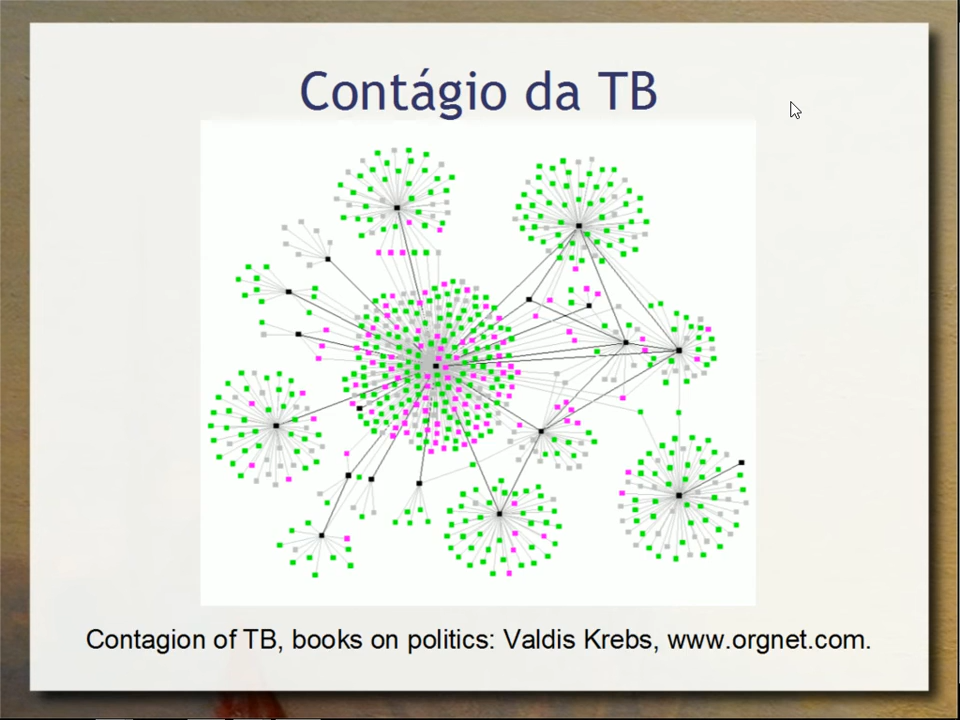 Contágio da TB
Contagion of TB, books on politics: Valdis Krebs, www.orgnet.com.